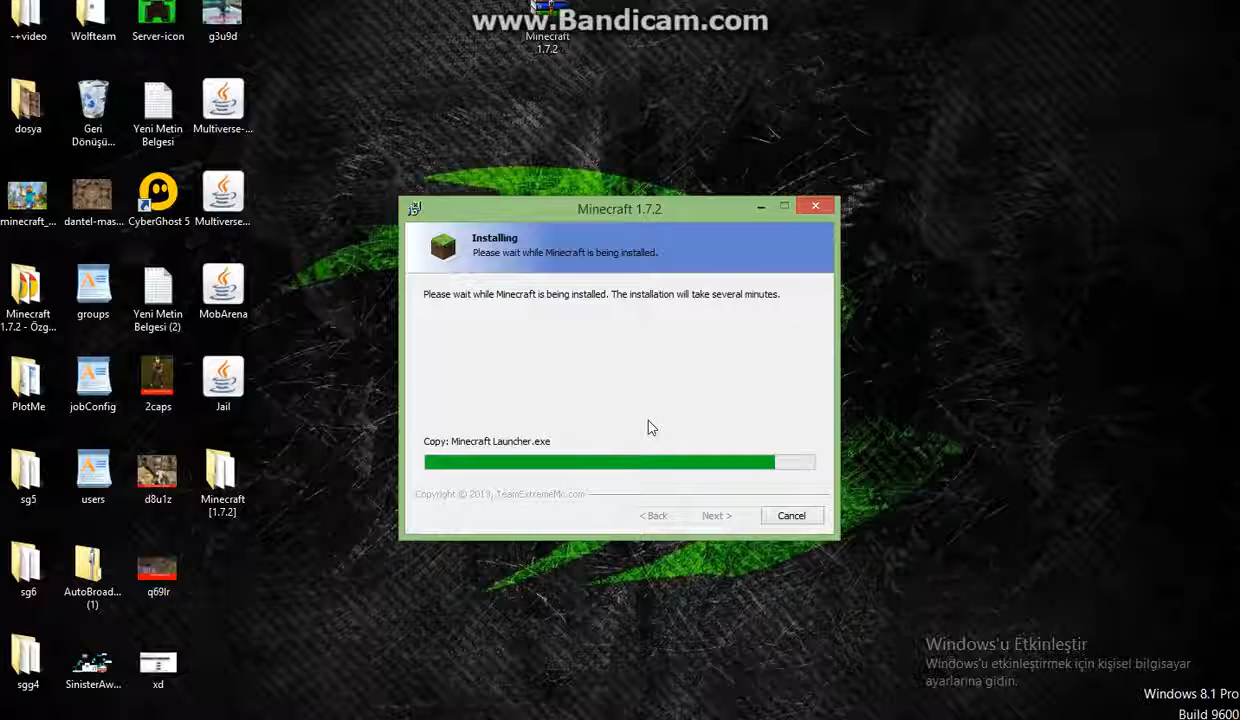 www.Bandicam.com
-+video
Wolfteam
Server-icon
g3u9d
Minecraft
1.7.2
dosya
Geri
Dönüşü...
Yeni Metin
Belgesi
Multiverse-...
minecraft_...
dantel-mas...
CyberGhost 5
Multiverse...
Minecraft
1.7.2 - Özg...
groups
Yeni Metin
Belgesi (2)
MobArena
PlotMe
jobConfig
2caps
Jail
sg5
users
d8u1z
Minecraft
[1.7.2]
sg6
AutoBroad...
(1)
q69lr
sgg4
SinisterAw...
xd
Minecraft 1.7.2
Installing
Please wait while Minecraft is being installed.
Please wait while Minecraft is being installed. The installation will take several minutes.
Copy: Minecraft Launcher.exe
Copyright © 2013, TeamExtremeMc.com
< Back
Next >
Cancel
Windows'u Etkinleştir
Windows'u etkinleştirmek için kişisel bilgisayar
ayarlarına gidin.
Windows 8.1 Pro
Build 9600